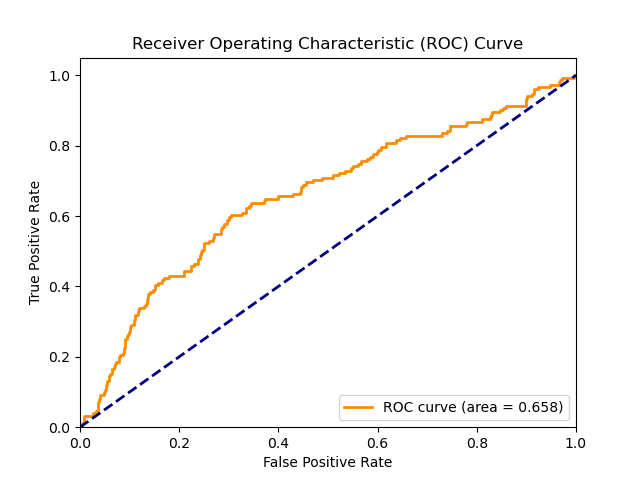 Receiver Operating Characteristic (ROC) Curve
True Positive Rate
1.0
0.8
0.6
0.4
0.2
0.0
0.0 0.2 0.4 0.6 0.8 1.0
False Positive Rate
ROC curve (area = 0.658)